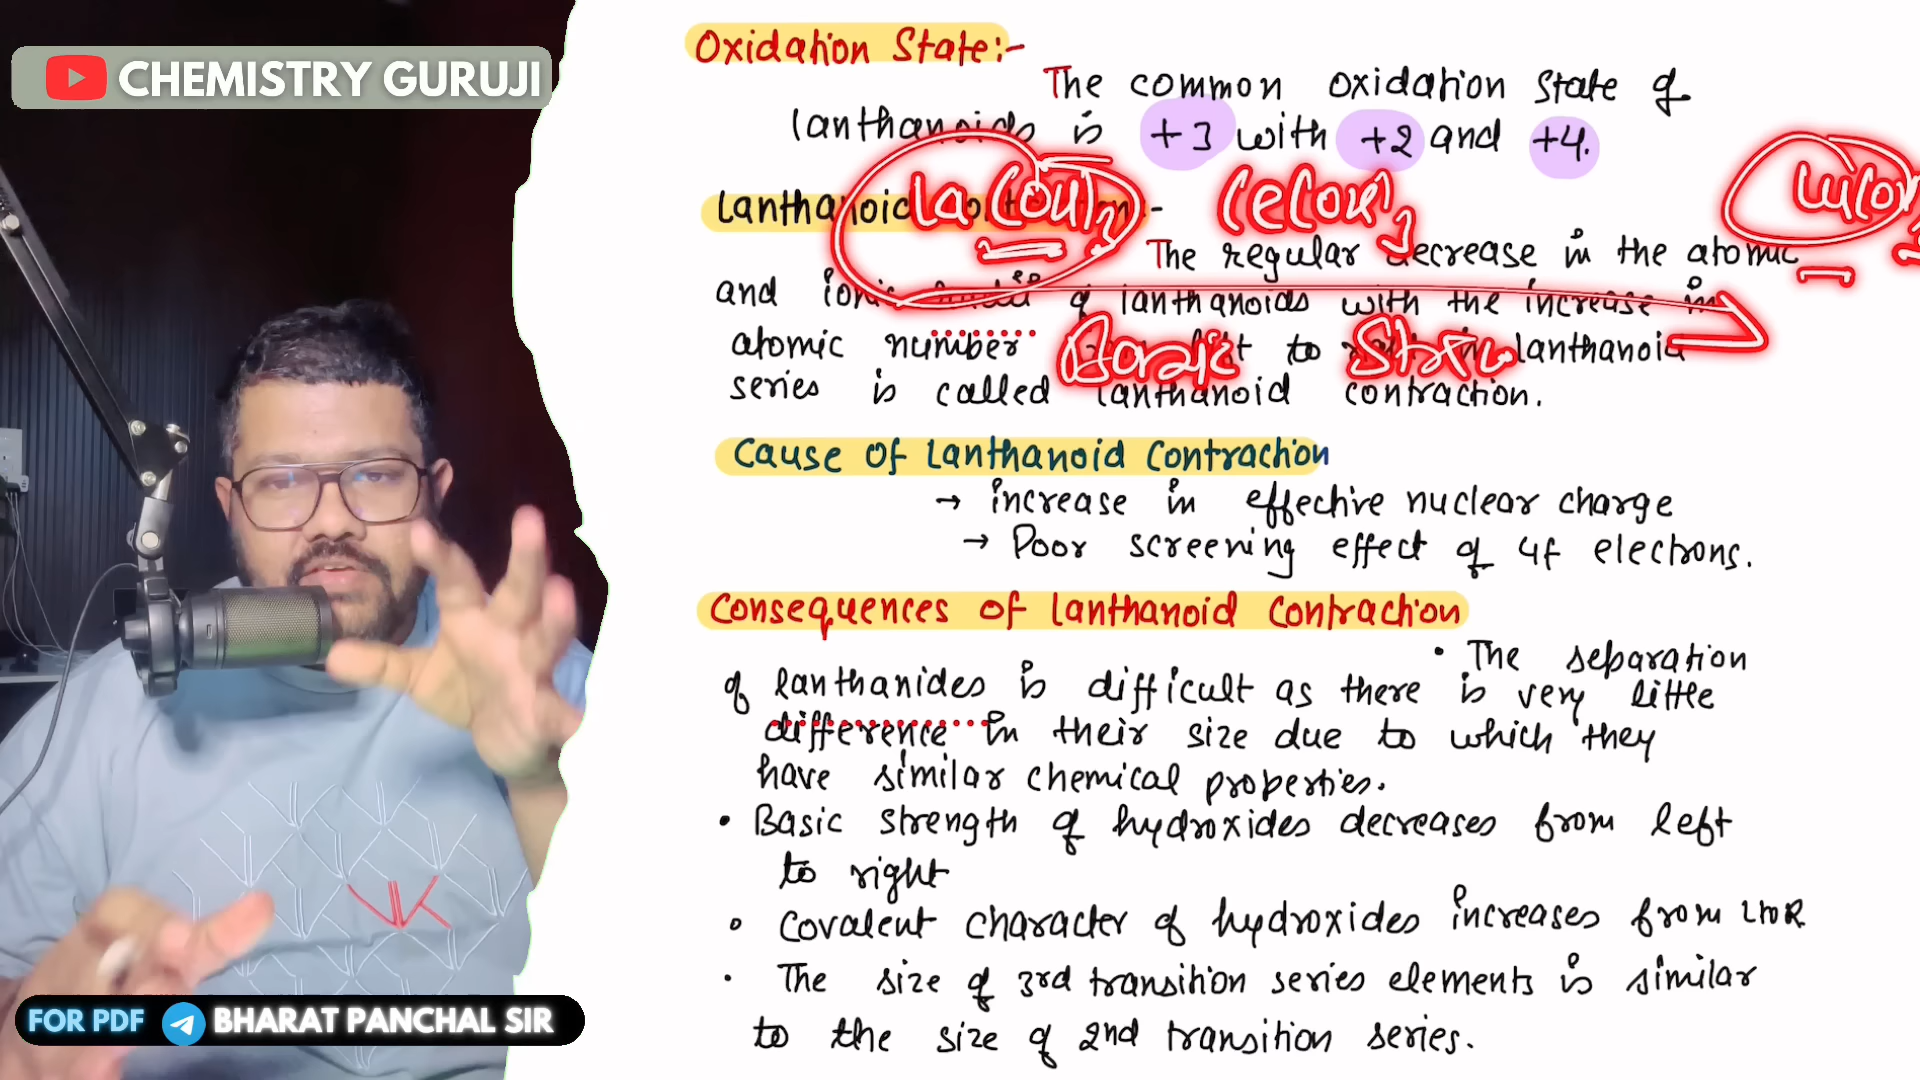 CHEMISTRY GURUJI
Oxidation State:-
The common oxidation state of
lanthanoids is +3 with +2 and +4.
La(OH)3 Ce(OH)3
Lanthanoid :-
The regular decrease in the atomic
and ionic radii of lanthanoids with the increase in
atomic number to lanthanoid
Basic
series is called lanthanoid contraction.
Cause of Lanthanoid Contraction
→ increase in effective nuclear charge
→ Poor screening effect of 4f electrons.
Consequences of Lanthanoid Contraction
• The separation
of lanthanides is difficult as there is very little
difference in their size due to which they
have similar chemical properties.
• Basic strength of hydroxides decreases from left
to right
• Covalent character of hydroxides increases from L to R
• The size of 3rd transition series elements is similar
to the size of 2nd transition series.
FOR PDF BHARAT PANCHAL SIR